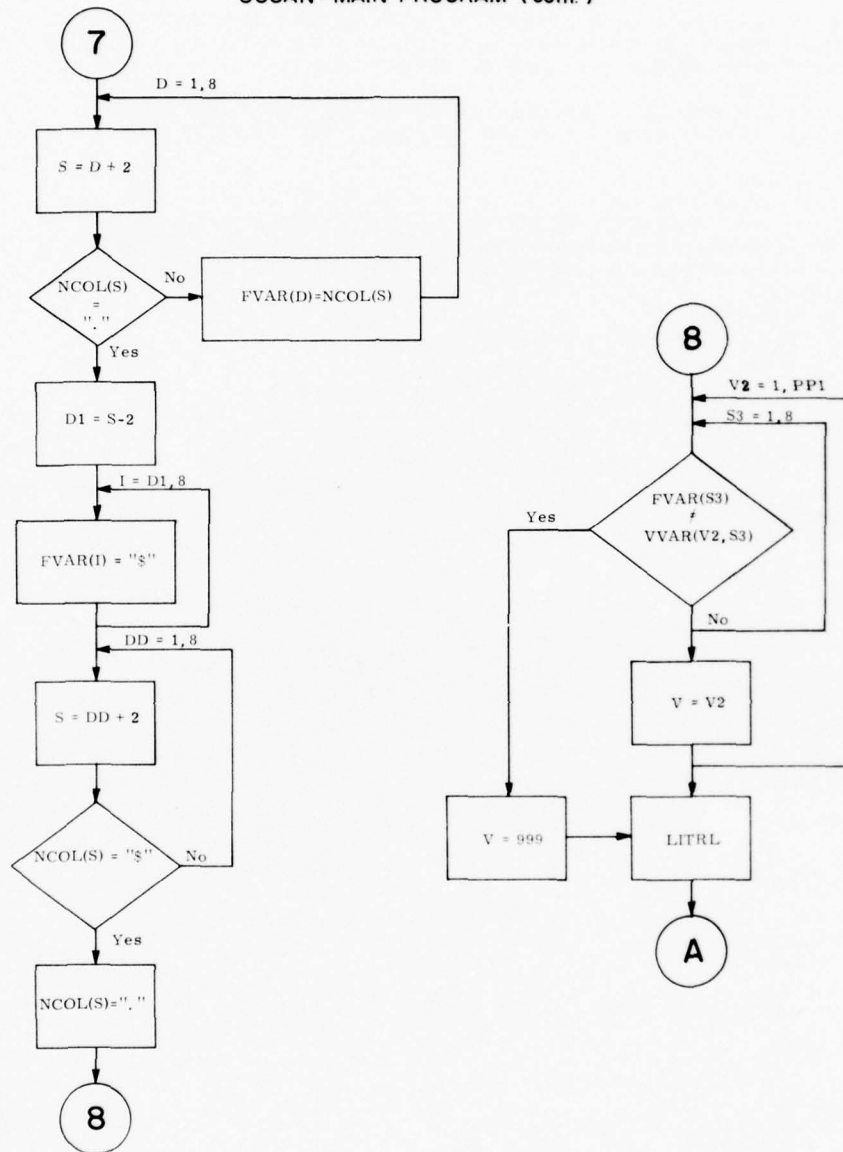 7
D = 1,8
S = D + 2
NCOL(S)
=
"."
No
FVAR(D)=NCOL(S)
Yes
D1 = S-2
I = D1,8
FVAR(I) = "$"
DD = 1,8
S = DD + 2
NCOL(S) = "$"
No
Yes
NCOL(S)="."
8
8
V2 = 1, PP1
S3 = 1,8
FVAR(S3)
≠
VVAR(V2,S3)
Yes
No
V = V2
V = 999
LITRL
A